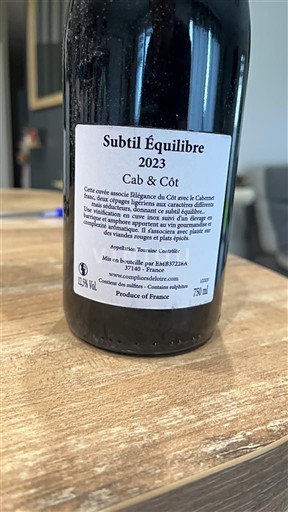 Subtil Équilibre
2023
Cab & Côt
Cette cuvée associe l'élégance du Côt avec le Cabernet
franc, deux cépages ligériens aux caractères différents
mais séducteurs, donnant ce subtil équilibre...
Une vinification en cuve inox suivi d'un élevage en
barrique et amphore apportent au vin gourmandise et
complexité aromatique. Il s'associera avec plaisir sur
des viandes rouges et plats épicés.
Appellation Touraine Contrôlée
Mis en bouteille par EMB37226A
37140 - France
www.complicesdeloire.com
12,5% Vol.
Contient des sulfites - Contains sulphites
750 ml
Produce of France